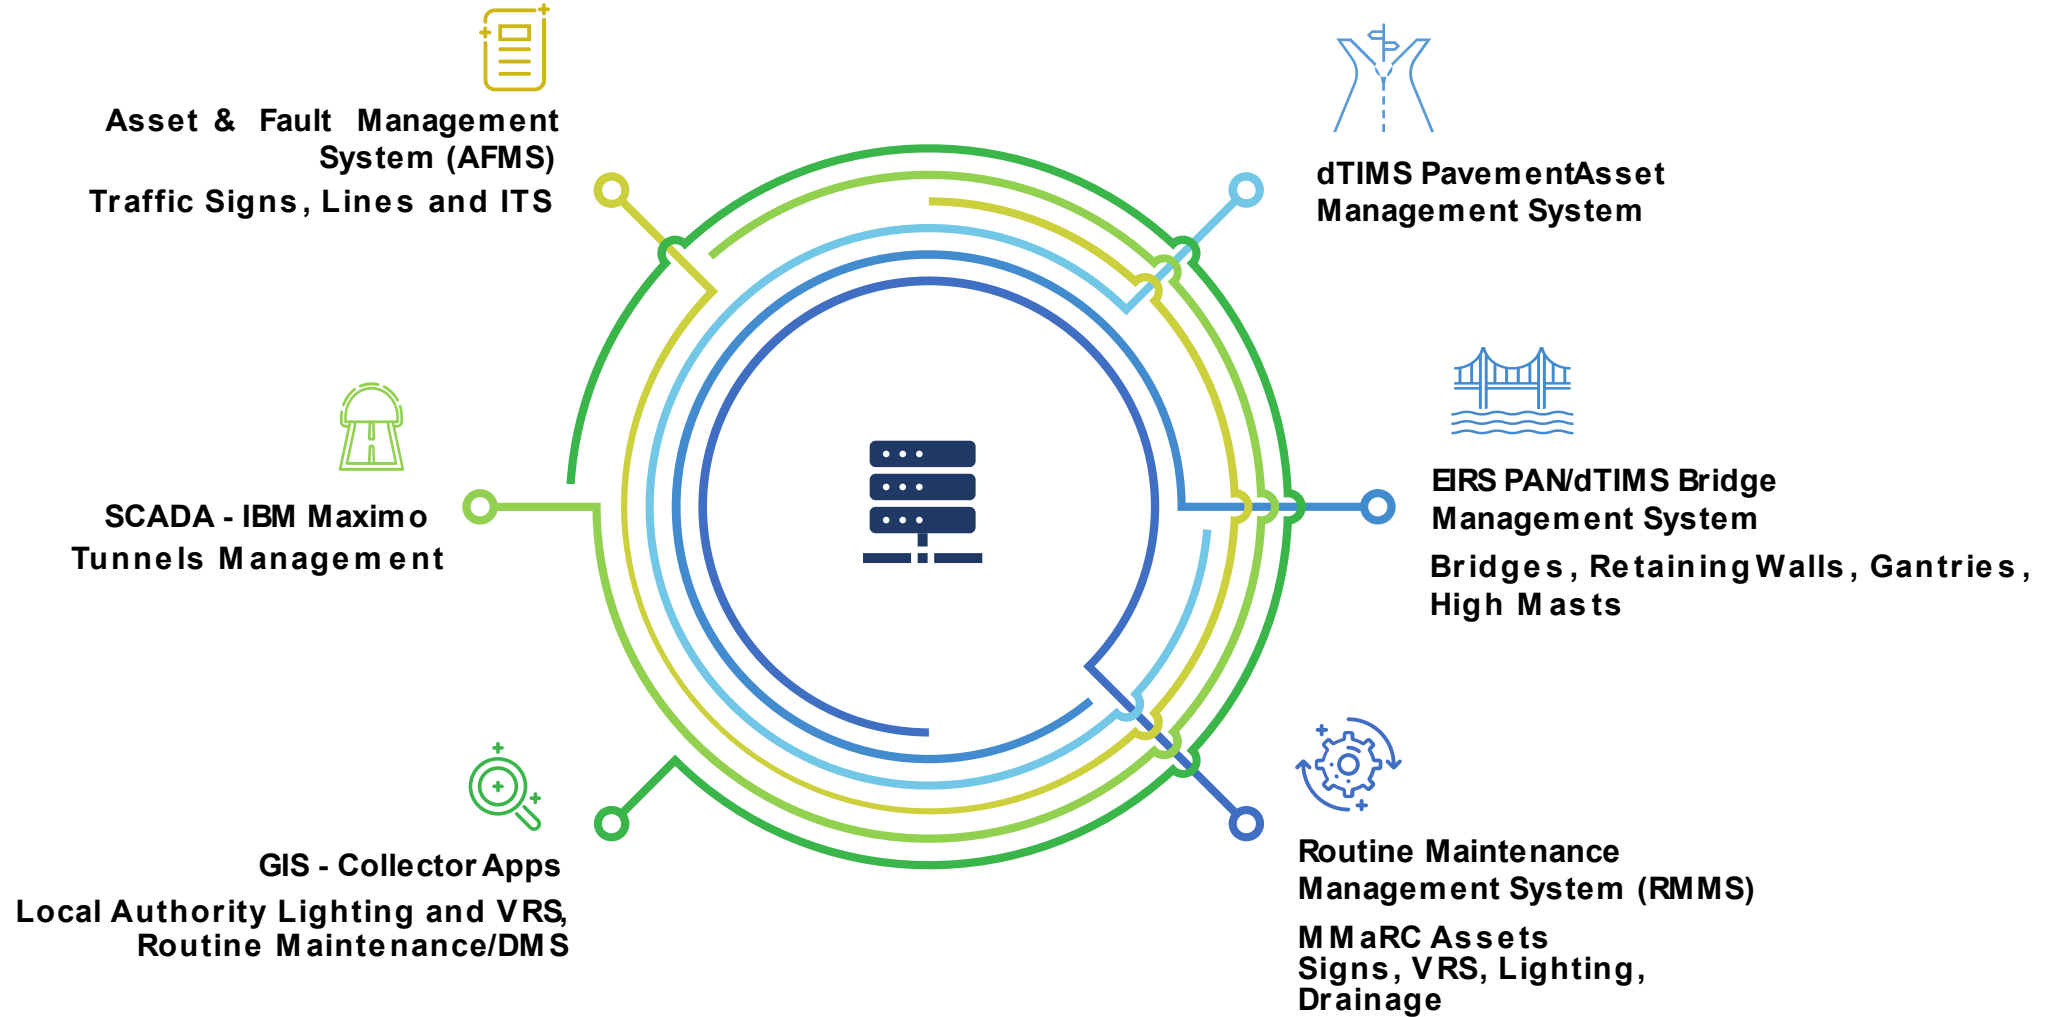 Asset & Fault Management
System (AFMS)
Traffic Signs, Lines and ITS
dTIMS PavementAsset
Management System
SCADA - IBM Maximo
Tunnels Management
EIRS PAN/dTIMS Bridge
Management System
Bridges, Retaining Walls, Gantries,
High Masts
GIS - Collector Apps
Local Authority Lighting and VRS,
Routine Maintenance/DMS
Routine Maintenance
Management System (RMMS)
MMaRC Assets
Signs, VRS, Lighting,
Drainage